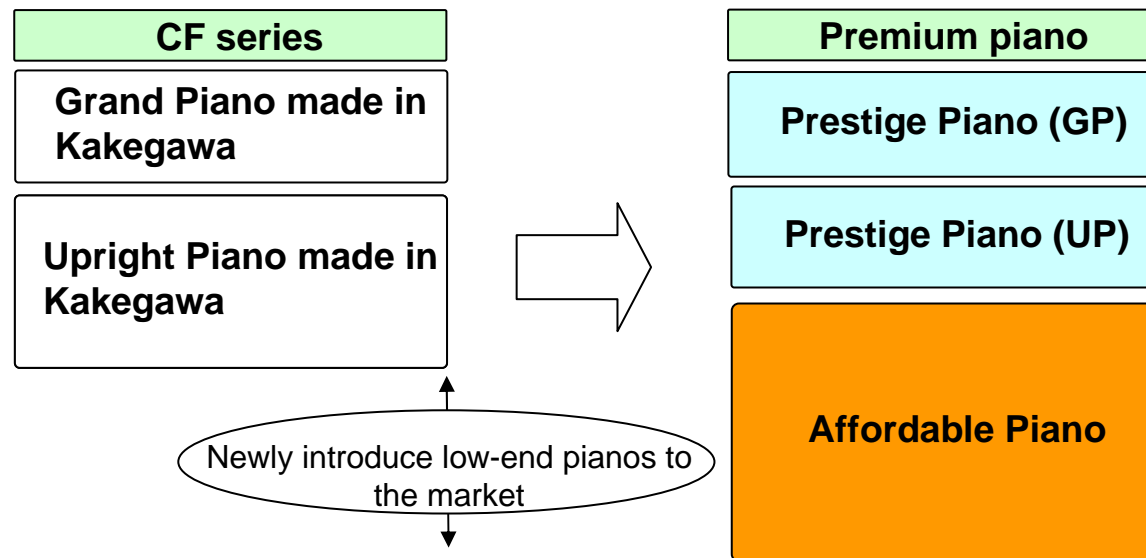 CF series
Grand Piano made in
Kakegawa
Upright Piano made in
Kakegawa
Newly introduce low-end pianos to
the market
Premium piano
Prestige Piano (GP)
Prestige Piano (UP)
Affordable Piano